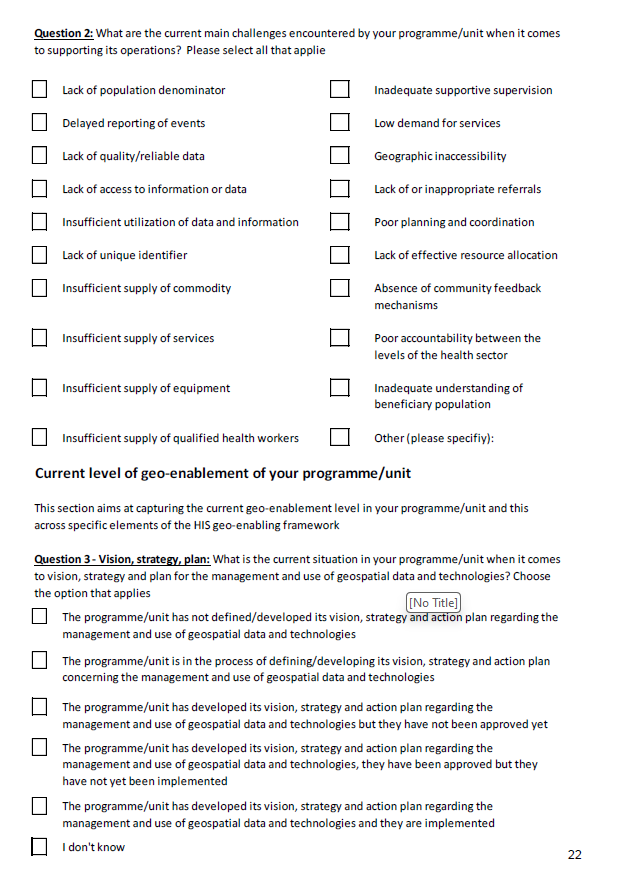 Question 2: What are the current main challenges encountered by your programme/unit when it comes
to supporting its operations? Please select all that applie
Lack of population denominator
Inadequate supportive supervision
Delayed reporting of events
Low demand for services
Lack of quality/reliable data
Geographic inaccessibility
Lack of access to information or data
Lack of or inappropriate referrals
Insufficient utilization of data and information
Poor planning and coordination
Lack of unique identifier
Lack of effective resource allocation
Insufficient supply of commodity
Absence of community feedback
mechanisms
Insufficient supply of services
Poor accountability between the
levels of the health sector
Insufficient supply of equipment
Inadequate understanding of
beneficiary population
Insufficient supply of qualified health workers
Other (please specifiy):
Current level of geo-enablement of your programme/unit
This section aims at capturing the current geo-enablement level in your programme/unit and this
across specific elements of the HIS geo-enabling framework
Question 3 - Vision, strategy, plan: What is the current situation in your programme/unit when it comes
to vision, strategy and plan for the management and use of geospatial data and technologies? Choose
the option that applies
[No Title]
The programme/unit has not defined/developed its vision, strategy and action plan regarding the
management and use of geospatial data and technologies
The programme/unit is in the process of defining/developing its vision, strategy and action plan
concerning the management and use of geospatial data and technologies
The programme/unit has developed its vision, strategy and action plan regarding the
management and use of geospatial data and technologies but they have not been approved yet
The programme/unit has developed its vision, strategy and action plan regarding the
management and use of geospatial data and technologies, they have been approved but they
have not yet been implemented
The programme/unit has developed its vision, strategy and action plan regarding the
management and use of geospatial data and technologies and they are implemented
I don't know
22